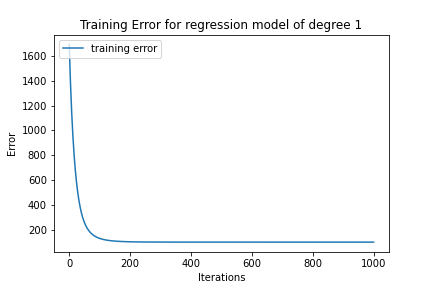 Training Error for regression model of degree 1
training error
1600
1400
1200
1000
800
600
400
200
Error
0 200 400 600 800 1000
Iterations